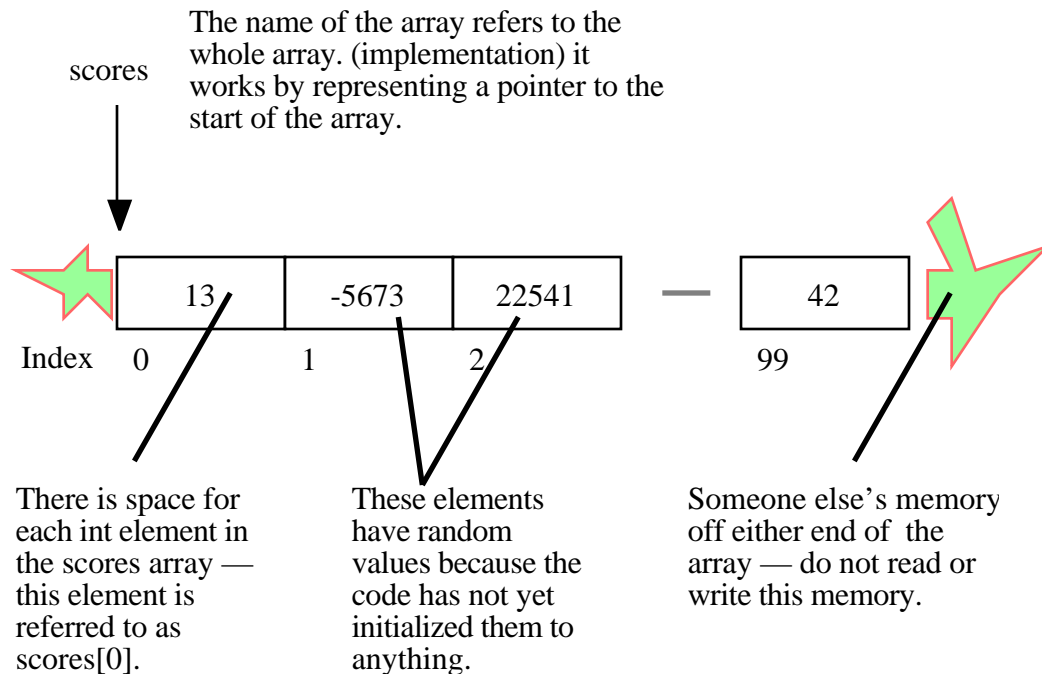 The name of the array refers to the
whole array. (implementation) it
works by representing a pointer to the
start of the array.
scores
13
-5673
22541
42
Index
0
1
2
99
There is space for
each int element in
the scores array —
this element is
referred to as
scores[0].
These elements
have random
values because the
code has not yet
initialized them to
anything.
Someone else’s memory
off either end of  the
array — do not read or
write this memory.